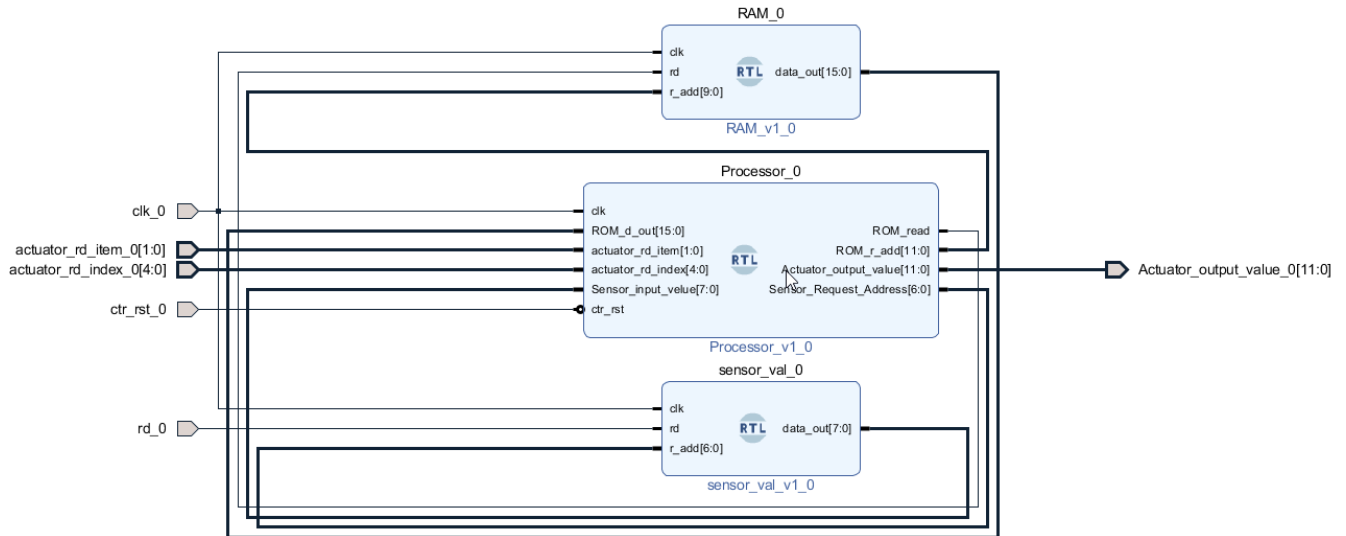 RAM_0
clk
rd
r_add[9:0]
RTL
data_out[15:0]
RAM_v1_0
Processor_0
clk
ROM_d_out[15:0]
actuator_rd_item[1:0]
actuator_rd_index[4:0]
Sensor_input_velue[7:0]
ctr_rst
RTL
ROM_read
ROM_r_add[11:0]
Actuator_output_value[11:0]
Sensor_Request_Address[6:0]
Processor_v1_0
clk_0
actuator_rd_item_0[1:0]
actuator_rd_index_0[4:0]
ctr_rst_0
rd_0
Actuator_output_value_0[11:0]
sensor_val_0
clk
rd
r_add[6:0]
RTL
data_out[7:0]
sensor_val_v1_0